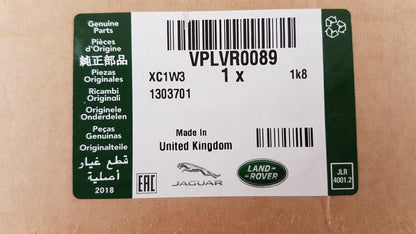 Genuine
Parts
Pièces
d'Origine
純正部品
Piezas
Originales
Ricambi
Originali
Originele
Onderdelen
Peças
Genuinas
Originalteile
قطع غيار
أصلية
2018
VPLVR0089
XC1W3
1 x
1k8
1303701
Made In
United Kingdom
EAC
JAGUAR
LAND-
ROVER
JLR
4001.2